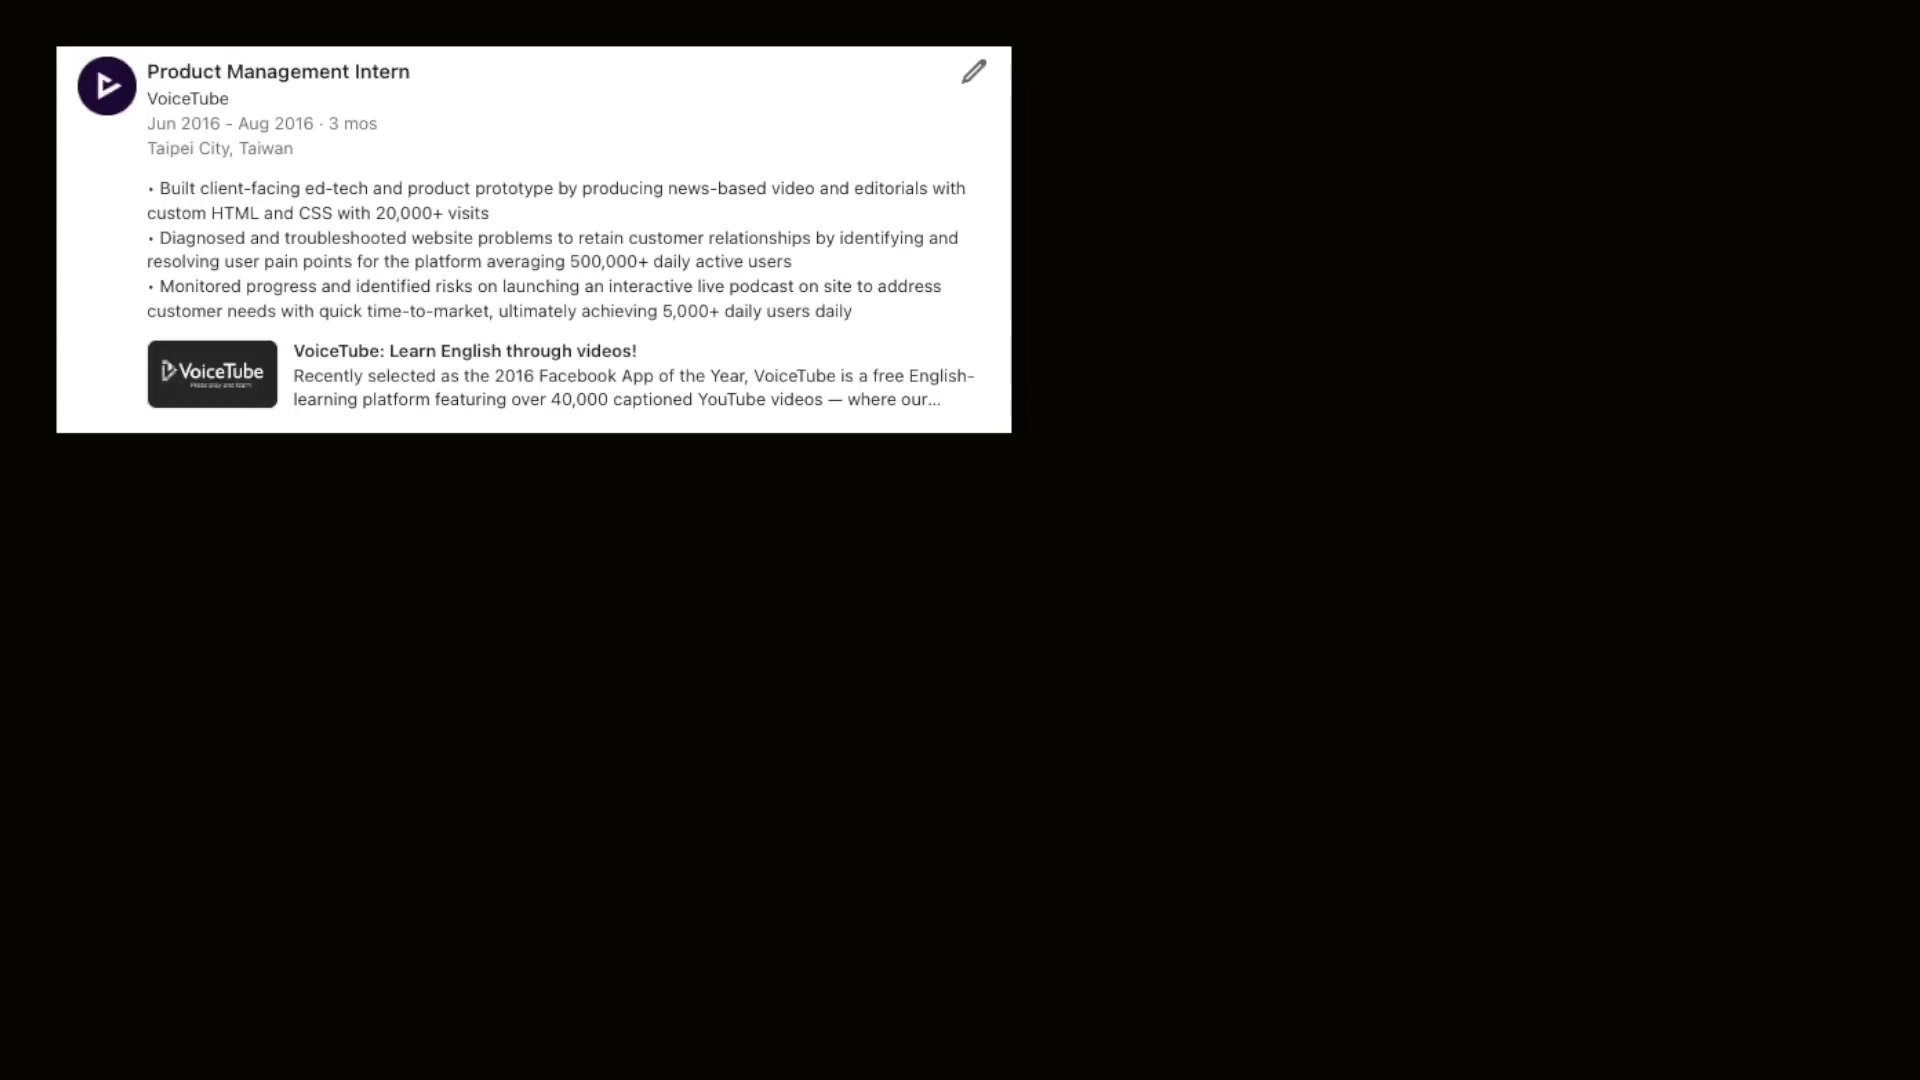 Product Management Intern
VoiceTube
Jun 2016 - Aug 2016 · 3 mos
Taipei City, Taiwan
• Built client-facing ed-tech and product prototype by producing news-based video and editorials with
custom HTML and CSS with 20,000+ visits
• Diagnosed and troubleshooted website problems to retain customer relationships by identifying and
resolving user pain points for the platform averaging 500,000+ daily active users
• Monitored progress and identified risks on launching an interactive live podcast on site to address
customer needs with quick time-to-market, ultimately achieving 5,000+ daily users daily
VoiceTube
Press play and learn
VoiceTube: Learn English through videos!
Recently selected as the 2016 Facebook App of the Year, VoiceTube is a free English-
learning platform featuring over 40,000 captioned YouTube videos — where our...